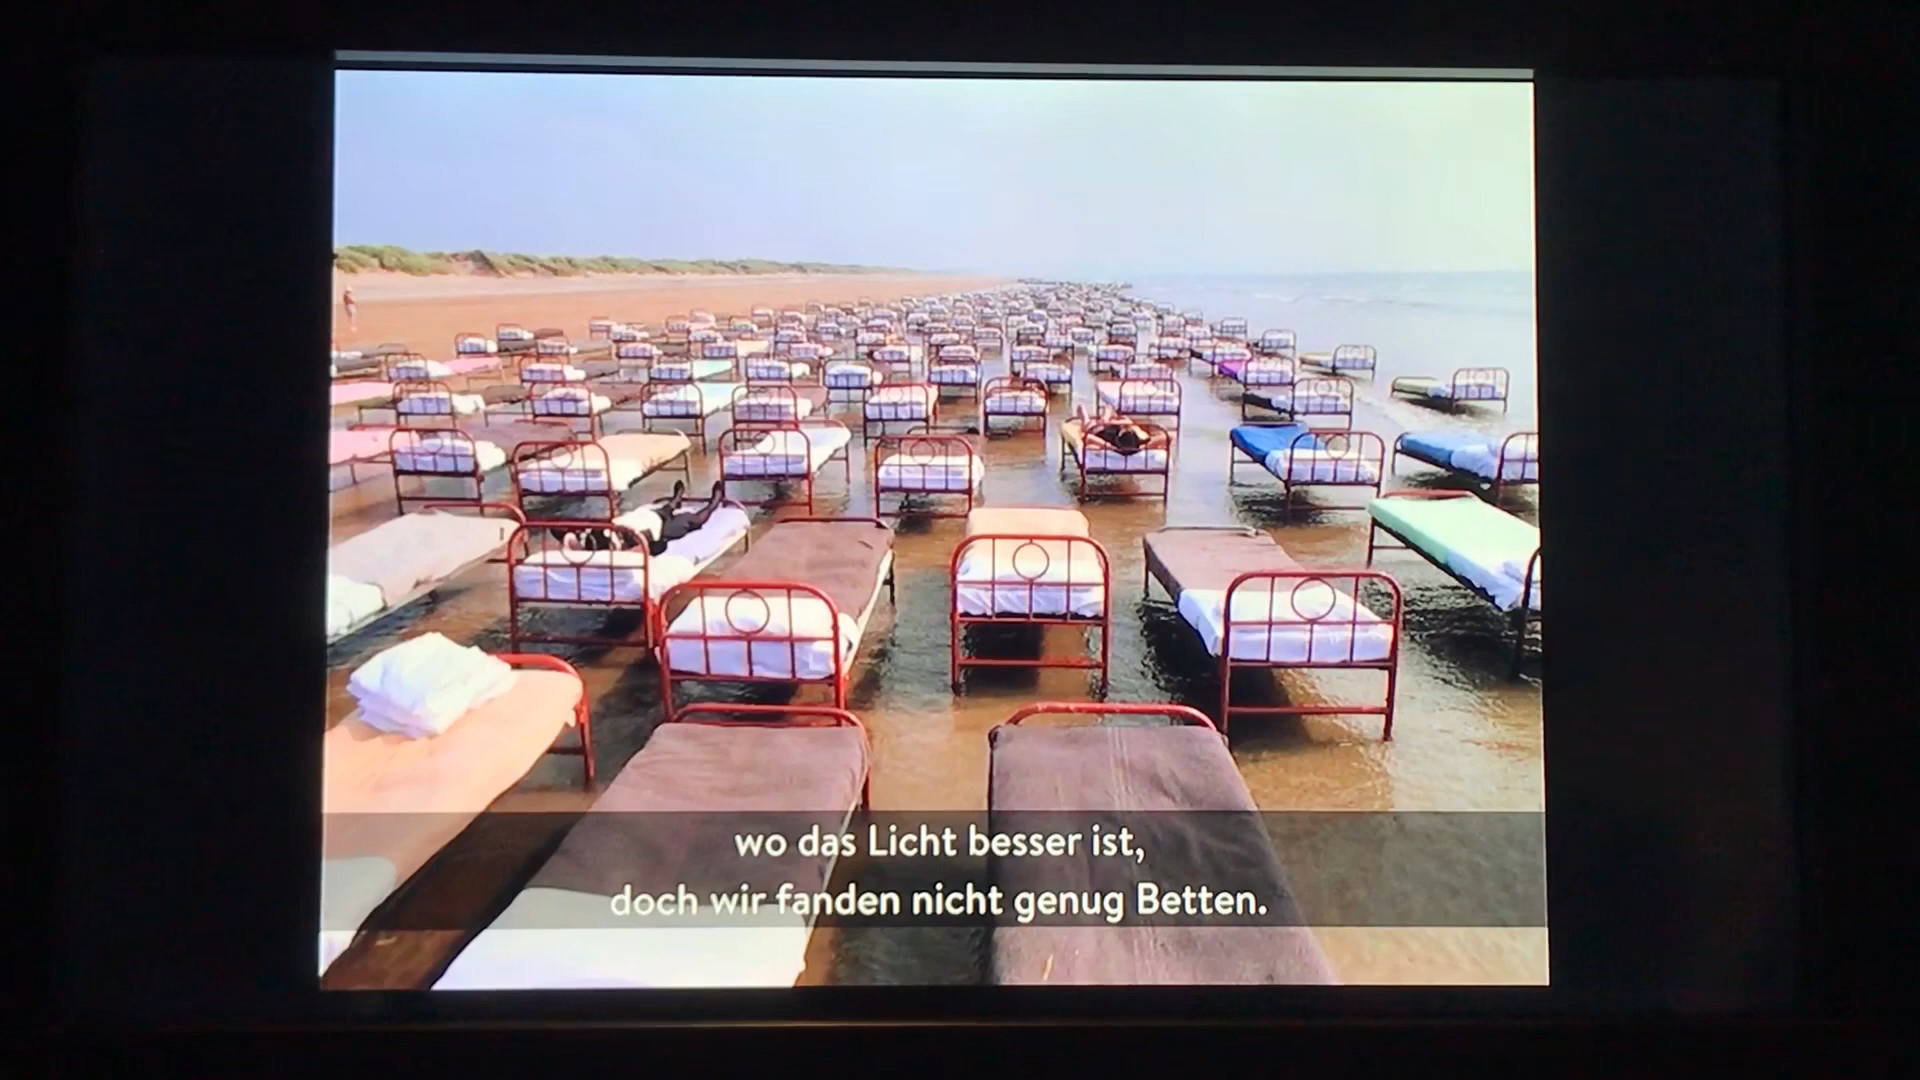 wo das Licht besser ist,
doch wir fanden nicht genug Betten.